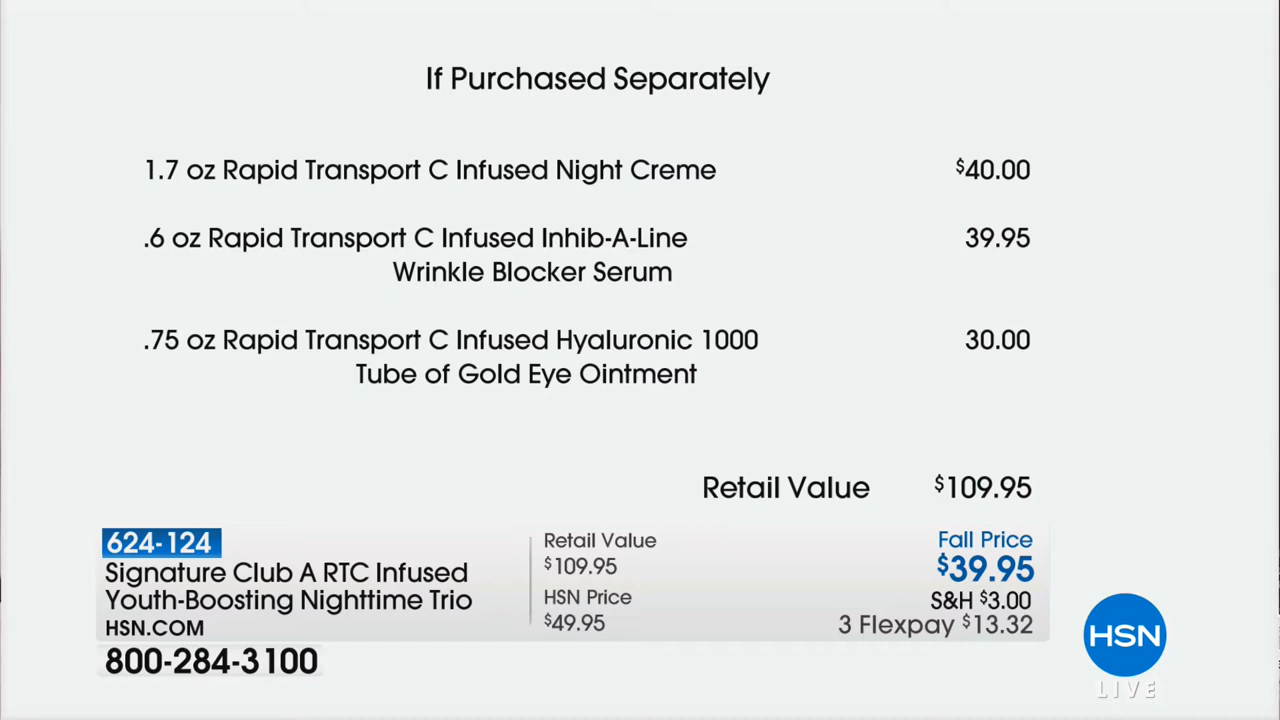 If Purchased Separately
1.7 oz Rapid Transport C Infused Night Creme $40.00
.6 oz Rapid Transport C Infused Inhib-A-Line 39.95
Wrinkle Blocker Serum
.75 oz Rapid Transport C Infused Hyaluronic 1000 30.00
Tube of Gold Eye Ointment
Retail Value $109.95
624-124
Signature Club A RTC Infused
Youth-Boosting Nighttime Trio
HSN.COM
800-284-3100
Retail Value
$109.95
HSN Price
$49.95
Fall Price
$39.95
S&H $3.00
3 Flexpay $13.32
HSN
LIVE